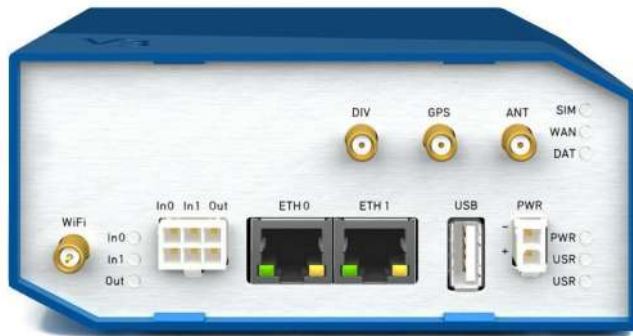 V3
DIV GPS ANT SIM
WAN
DAT
WiFi In0 In1 Out ETH 0 ETH 1 USB PWR
In0
In1
Out
-
+
PWR
USR
USR